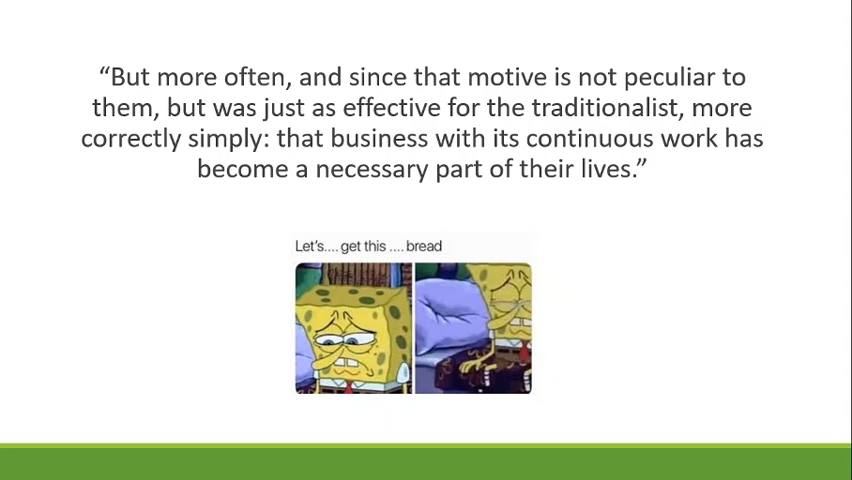 “But more often, and since that motive is not peculiar to
them, but was just as effective for the traditionalist, more
correctly simply: that business with its continuous work has
become a necessary part of their lives.”
Let’s.... get this .... bread